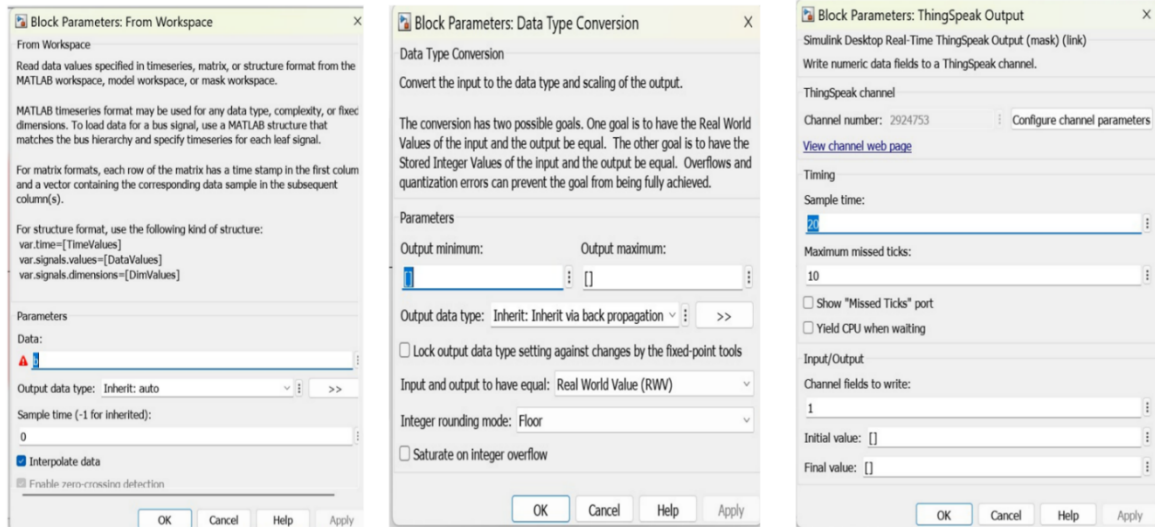 Block Parameters: From Workspace
From Workspace
Read data values specified in timeseries, matrix, or structure format from the
MATLAB workspace, model workspace, or mask workspace.
MATLAB timeseries format may be used for any data type, complexity, or fixed
dimensions. To load data for a bus signal, use a MATLAB structure that
matches the bus hierarchy and specify timeseries for each leaf signal.
For matrix formats, each row of the matrix has a time stamp in the first colum
and a vector containing the corresponding data sample in the subsequent
column(s).
For structure format, use the following kind of structure:
var.time=[TimeValues]
var.signals.values=[DataValues]
var.signals.dimensions=[DimValues]
Parameters
Data:
b
Output data type: Inherit: auto >>
Sample time (-1 for inherited):
0
Interpolate data
Enable zero-crossing detection
OK Cancel Help Apply
Block Parameters: Data Type Conversion
Data Type Conversion
Convert the input to the data type and scaling of the output.
The conversion has two possible goals. One goal is to have the Real World
Values of the input and the output be equal. The other goal is to have the
Stored Integer Values of the input and the output be equal. Overflows and
quantization errors can prevent the goal from being fully achieved.
Parameters
Output minimum: Output maximum:
[] []
Output data type: Inherit: Inherit via back propagation >>
Lock output data type setting against changes by the fixed-point tools
Input and output to have equal: Real World Value (RWV)
Integer rounding mode: Floor
Saturate on integer overflow
OK Cancel Help Apply
Block Parameters: ThingSpeak Output
Simulink Desktop Real-Time ThingSpeak Output (mask) (link)
Write numeric data fields to a ThingSpeak channel.
ThingSpeak channel
Channel number: 2924753 Configure channel parameters
View channel web page
Timing
Sample time:
20
Maximum missed ticks:
10
Show "Missed Ticks" port
Yield CPU when waiting
Input/Output
Channel fields to write:
1
Initial value: []
Final value: []
OK Cancel Help Apply